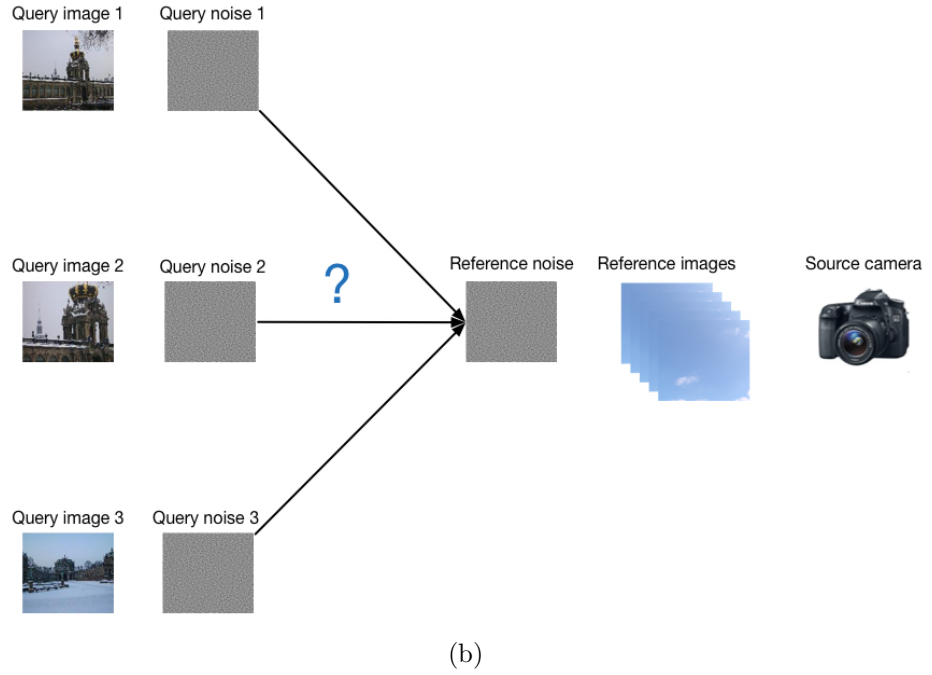 Query image 1 Query noise 1
Query image 2 Query noise 2 ? Reference noise Reference images Source camera
Query image 3 Query noise 3
(b)